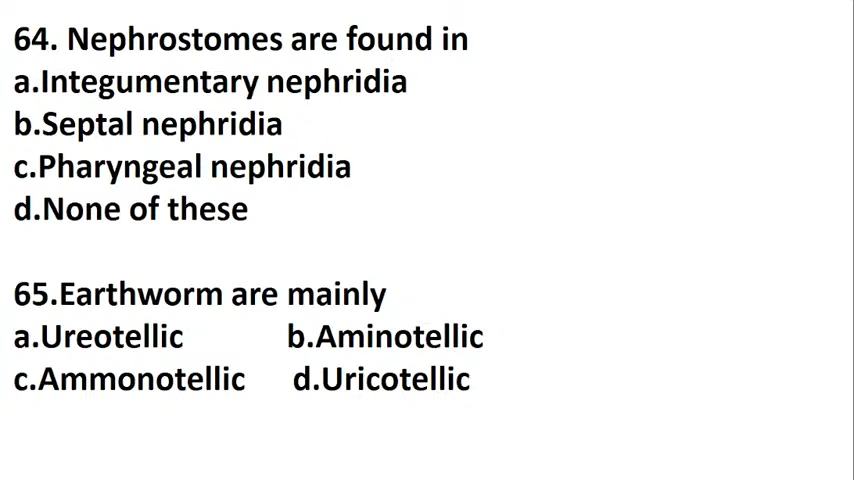 64. Nephrostomes are found in
a.Integumentary nephridia
b.Septal nephridia
c.Pharyngeal nephridia
d.None of these
65.Earthworm are mainly
a.Ureotellic b.Aminotellic
c.Ammonotellic d.Uricotellic